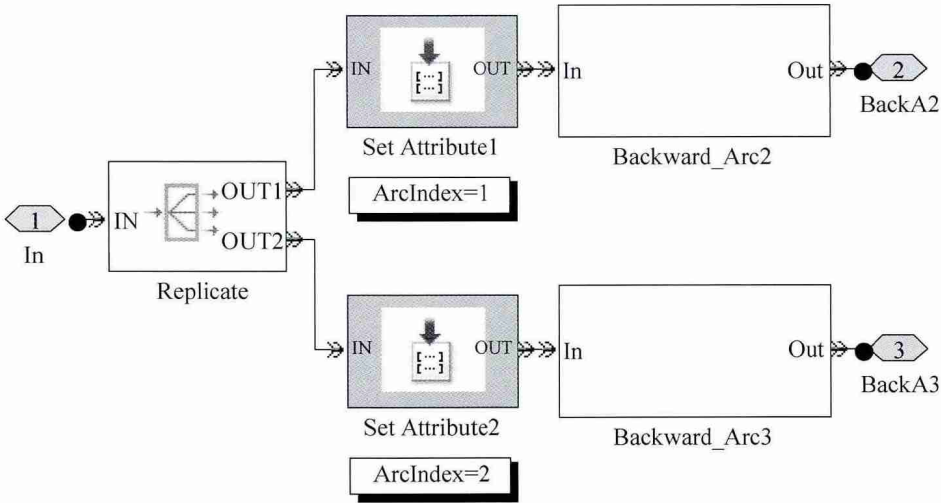 IN
[...]
[...]
OUT
In
Out
2
BackA2
Set Attribute1
Backward_Arc2
ArcIndex=1
1
In
IN
OUT1
OUT2
Replicate
IN
[...]
[...]
OUT
In
Out
3
BackA3
Set Attribute2
Backward_Arc3
ArcIndex=2